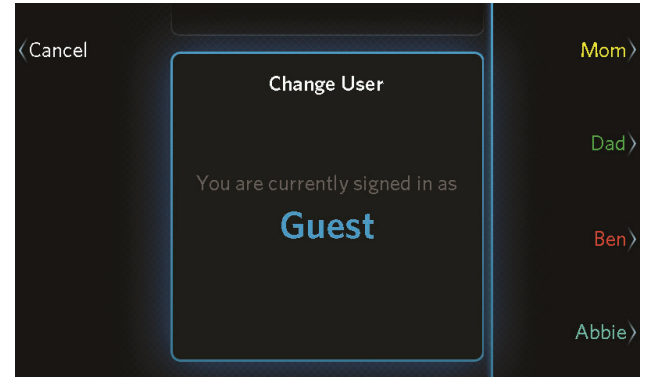 Cancel
Change User
You are currently signed in as
Guest
Mom
Dad
Ben
Abbie